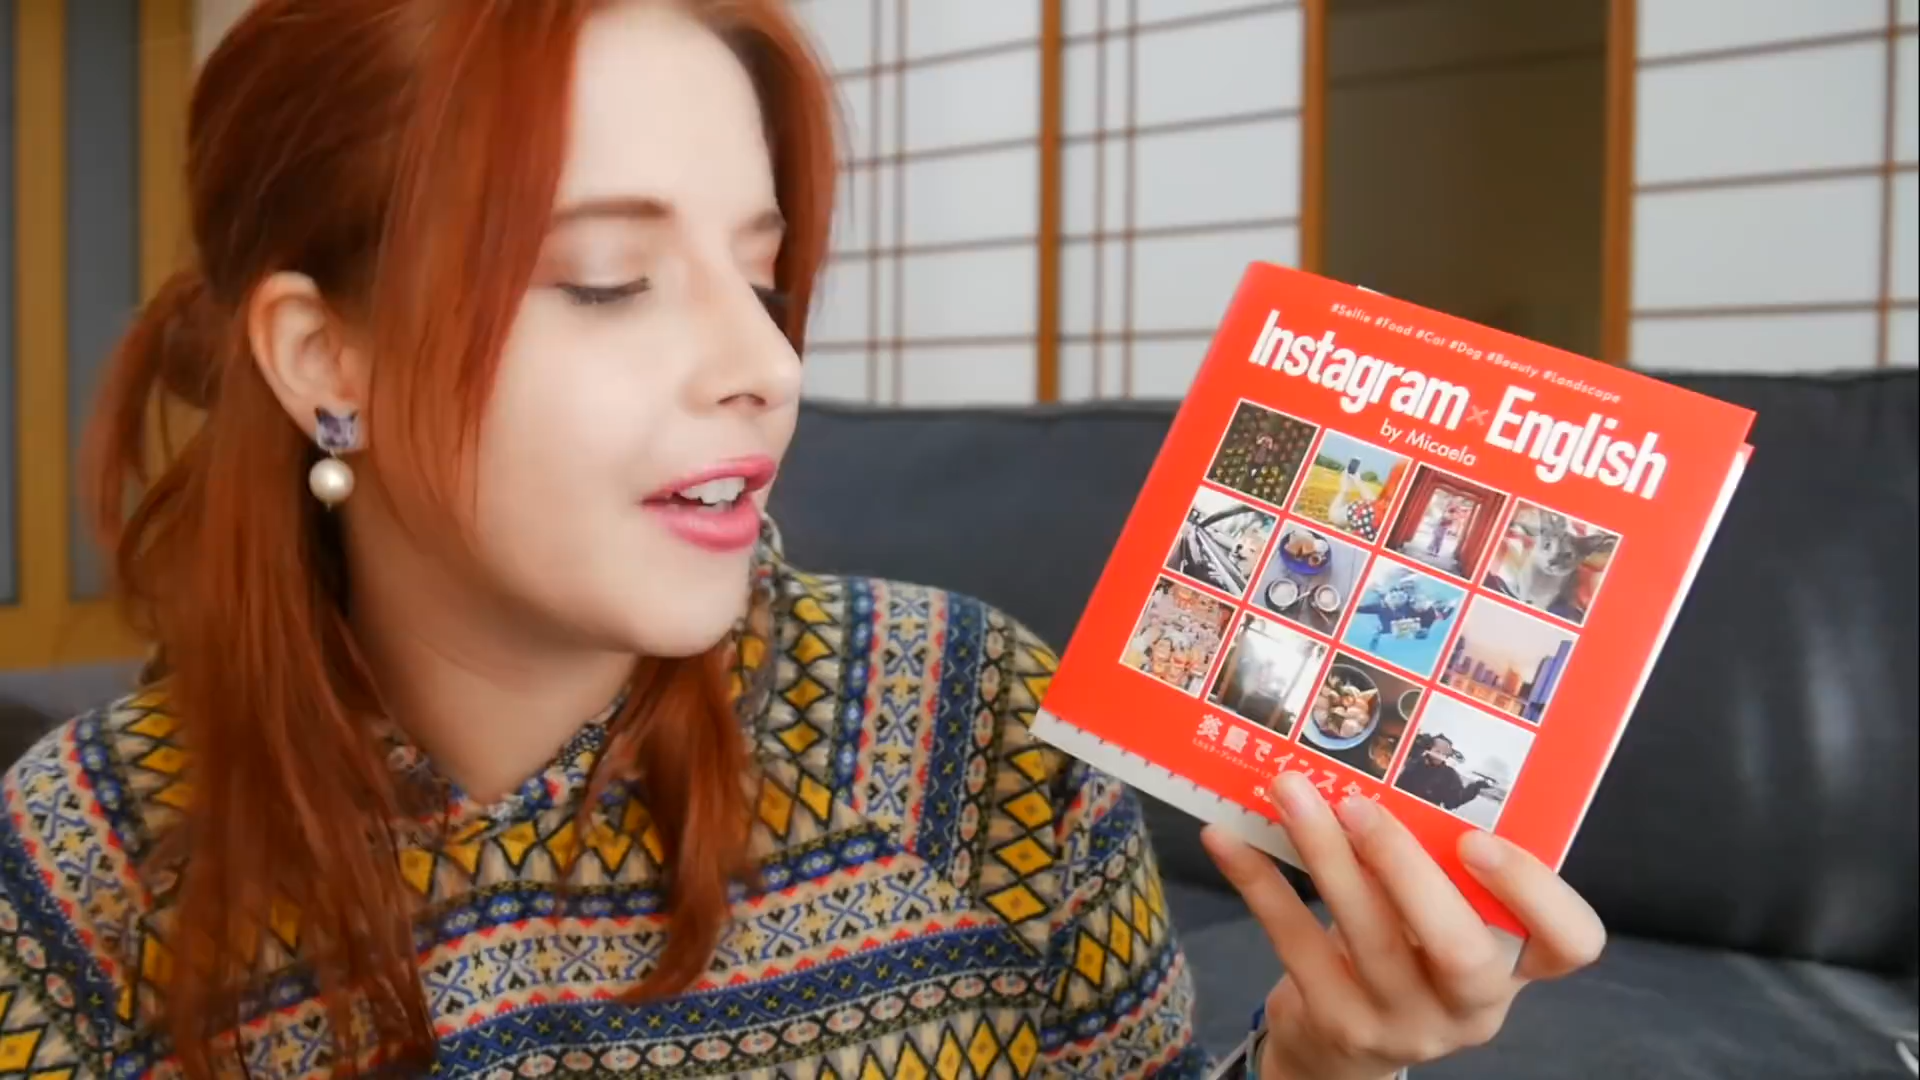 #Selfie #Food #Cat #Dog #Beauty #Landscape
Instagram × English
by Micaela
英語でインスタ